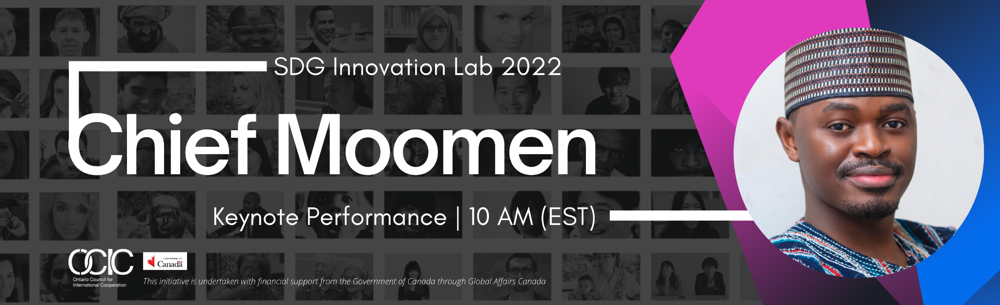 SDG Innovation Lab 2022
Chief Moomen
Keynote Performance | 10 AM (EST)
OCIC
Ontario Council for
International Cooperation
in partnership with
Canada
This initiative is undertaken with financial support from the Government of Canada through Global Affairs Canada